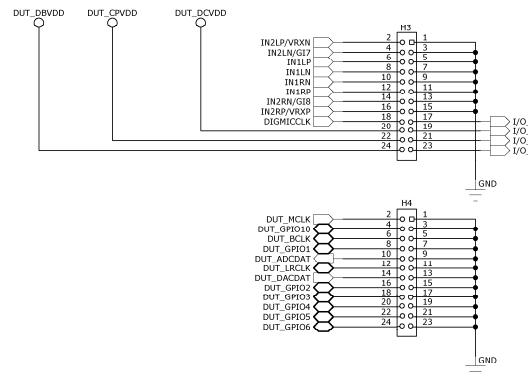 DUT_DBVDD DUT_CPVDD DUT_DCVDD
H3
IN2LP/VRXN 2 1
IN2LN/GI7 4 3
IN1LP 6 5
IN1LN 8 7
IN1RN 10 9
IN1RP 12 11
IN2RN/GI8 14 13
IN2RP/VRXP 16 15
DIGMICCLK 18 17 I/O_
20 19 I/O_
22 21 I/O_
24 23 I/O_
GND
H4
DUT_MCLK 2 1
DUT_GPIO10 4 3
DUT_BCLK 6 5
DUT_GPIO1 8 7
DUT_ADCDAT 10 9
DUT_LRCLK 12 11
DUT_DACDAT 14 13
DUT_GPIO2 16 15
DUT_GPIO3 18 17
DUT_GPIO4 20 19
DUT_GPIO5 22 21
DUT_GPIO6 24 23
GND